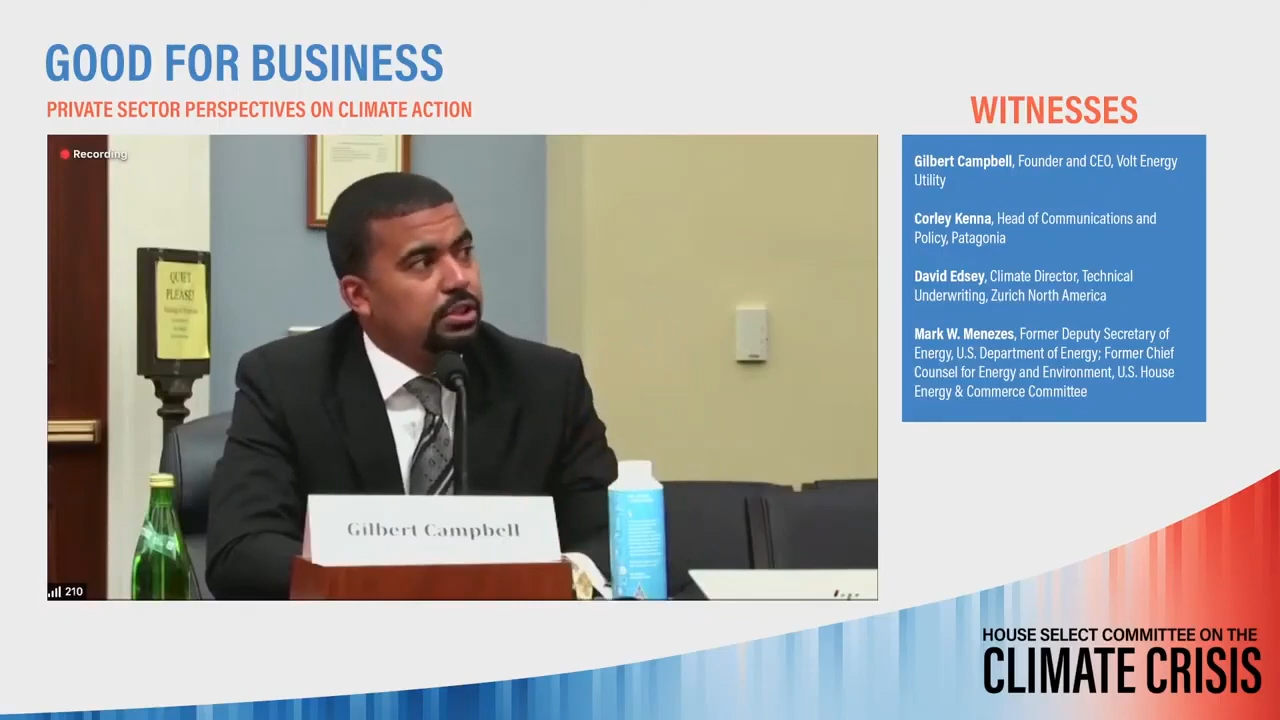 GOOD FOR BUSINESS
PRIVATE SECTOR PERSPECTIVES ON CLIMATE ACTION
Recording
QUIET
PLEASE!
Gilbert Campbell
210
WITNESSES
Gilbert Campbell, Founder and CEO, Volt Energy
Utility
Corley Kenna, Head of Communications and
Policy, Patagonia
David Edsey, Climate Director, Technical
Underwriting, Zurich North America
Mark W. Menezes, Former Deputy Secretary of
Energy, U.S. Department of Energy; Former Chief
Counsel for Energy and Environment, U.S. House
Energy & Commerce Committee
HOUSE SELECT COMMITTEE ON THE
CLIMATE CRISIS